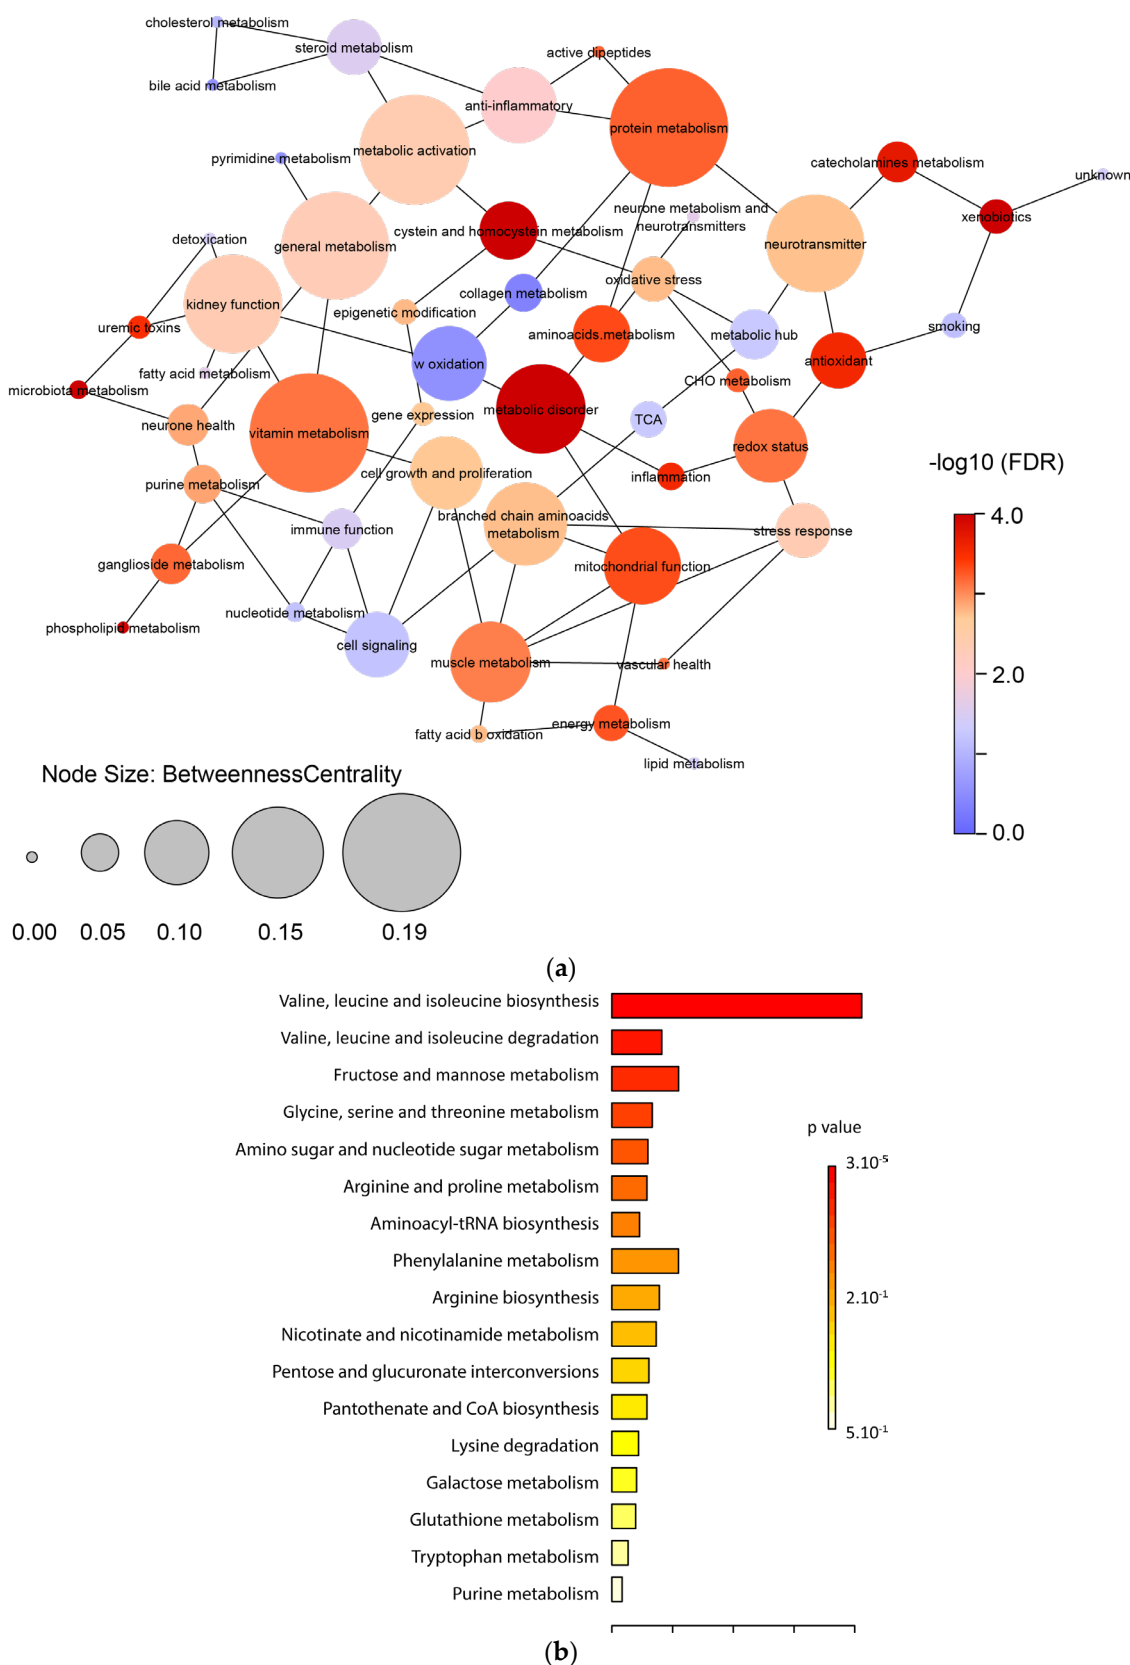 cholesterol metabolism
steroid metabolism
active dipeptides
bile acid metabolism
anti-inflammatory
protein metabolism
metabolic activation
pyrimidine metabolism
catecholamines metabolism
unknown
neurone metabolism and
neurotransmitters
xenobiotics
cystein and homocystein metabolism
detoxication
general metabolism
neurotransmitter
oxidative stress
collagen metabolism
kidney function
epigenetic modification
uremic toxins
aminoacids.metabolism
metabolic hub
smoking
w oxidation
antioxidant
fatty acid metabolism
CHO metabolism
microbiota metabolism
gene expression
metabolic disorder
TCA
neurone health
vitamin metabolism
redox status
cell growth and proliferation
inflammation
purine metabolism
branched chain aminoacids
metabolism
immune function
stress response
ganglioside metabolism
mitochondrial function
nucleotide metabolism
phospholipid metabolism
cell signaling
muscle metabolism
vascular health
energy metabolism
fatty acid b oxidation
lipid metabolism
-log10 (FDR)
4.0
2.0
0.0
Node Size: BetweennessCentrality
0.00 0.05 0.10 0.15 0.19
(a)
Valine, leucine and isoleucine biosynthesis
Valine, leucine and isoleucine degradation
Fructose and mannose metabolism
Glycine, serine and threonine metabolism
Amino sugar and nucleotide sugar metabolism
Arginine and proline metabolism
Aminoacyl-tRNA biosynthesis
Phenylalanine metabolism
Arginine biosynthesis
Nicotinate and nicotinamide metabolism
Pentose and glucuronate interconversions
Pantothenate and CoA biosynthesis
Lysine degradation
Galactose metabolism
Glutathione metabolism
Tryptophan metabolism
Purine metabolism
p value
3.10⁻⁵
2.10⁻¹
5.10⁻¹
(b)